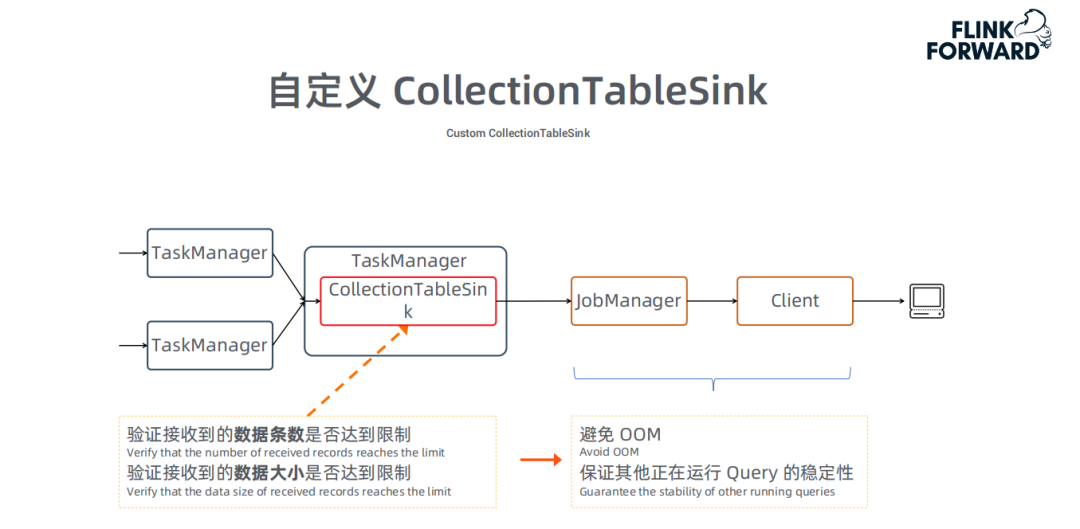 FLINK
FORWARD
自定义 CollectionTableSink
Custom CollectionTableSink
TaskManager
TaskManager
TaskManager
CollectionTableSin
k
JobManager
Client
验证接收到的数据条数是否达到限制
Verify that the number of received records reaches the limit
验证接收到的数据大小是否达到限制
Verify that the data size of received records reaches the limit
避免 OOM
Avoid OOM
保证其他正在运行 Query 的稳定性
Guarantee the stability of other running queries